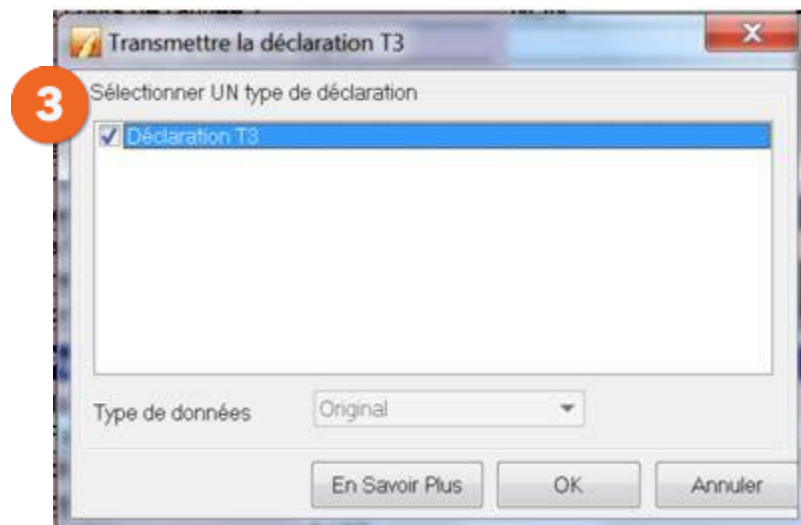 Transmettre la déclaration T3
3
Sélectionner UN type de déclaration
Déclaration T3
Type de données
Original
En Savoir Plus
OK
Annuler